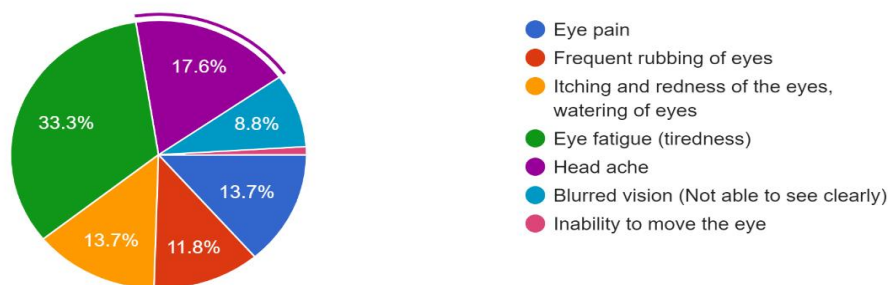 17.6%
33.3%
8.8%
13.7%
13.7%
11.8%
Eye pain
Frequent rubbing of eyes
Itching and redness of the eyes,
watering of eyes
Eye fatigue (tiredness)
Head ache
Blurred vision (Not able to see clearly)
Inability to move the eye